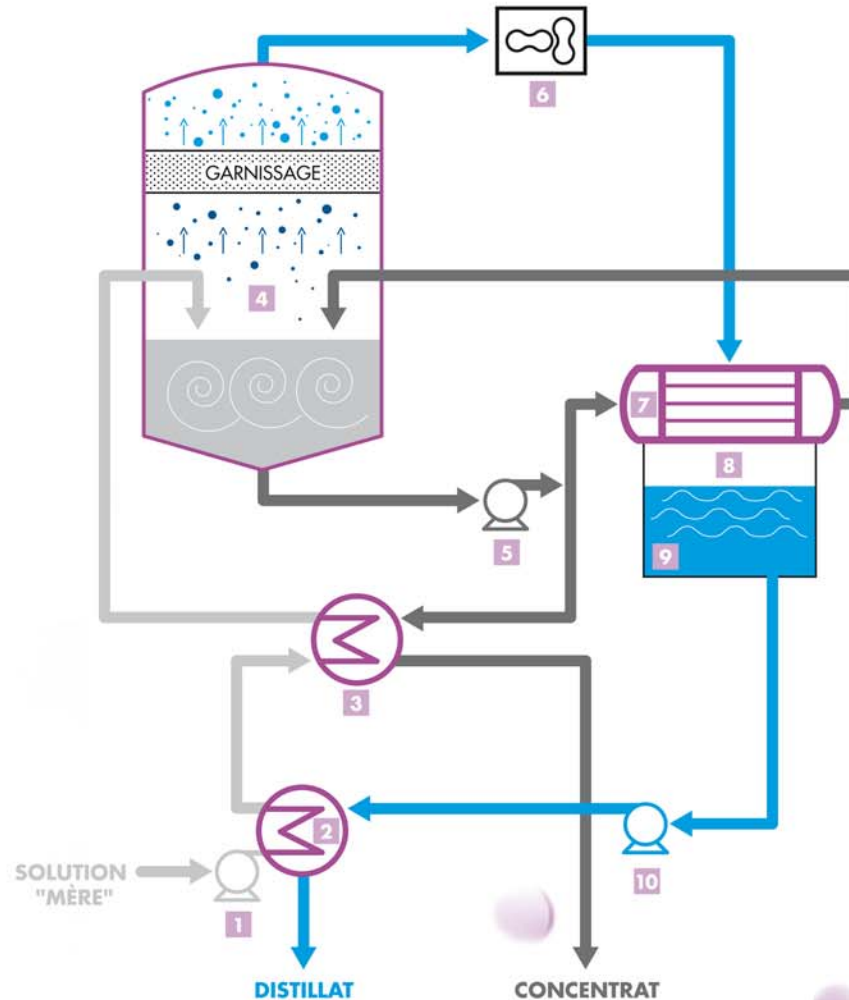 6
GARNISSAGE
4
7
8
5
9
3
2
SOLUTION
"MÈRE"
10
1
DISTILLAT
CONCENTRAT